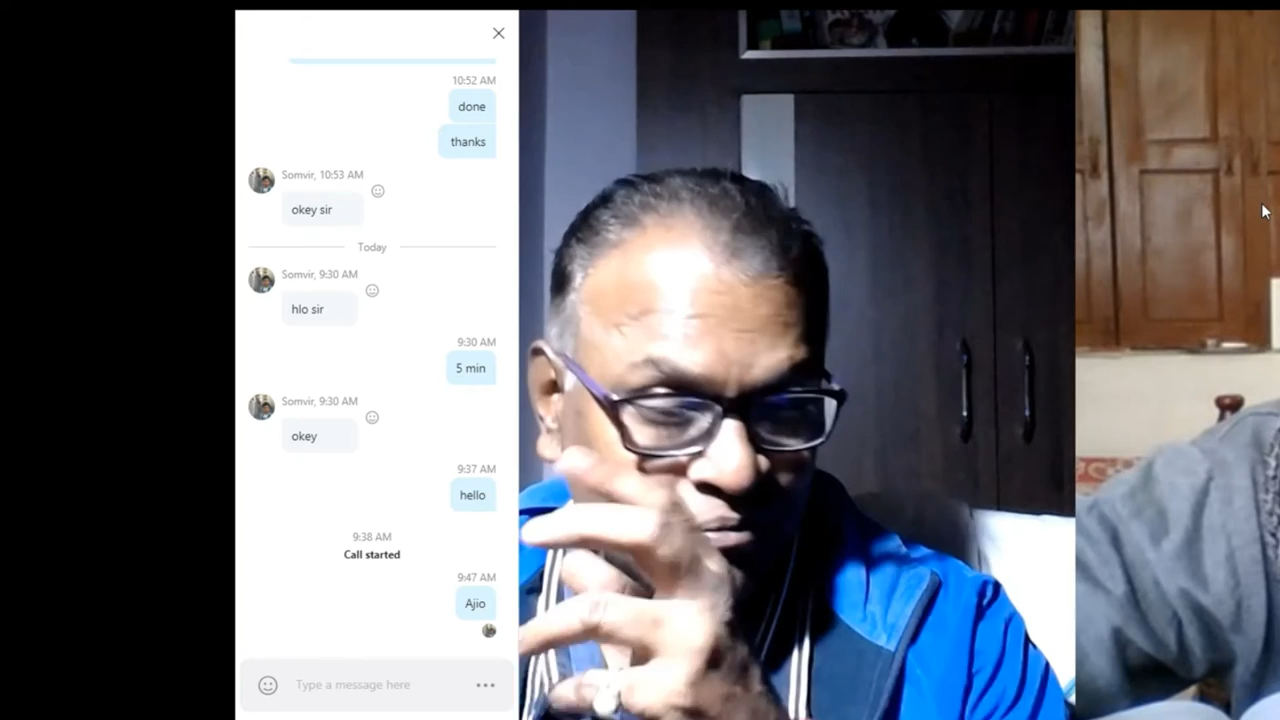 10:52 AM
done
thanks
Somvir, 10:53 AM
okey sir
Today
Somvir, 9:30 AM
hlo sir
9:30 AM
5 min
Somvir, 9:30 AM
okey
9:37 AM
hello
9:38 AM
Call started
9:47 AM
Ajio
Type a message here